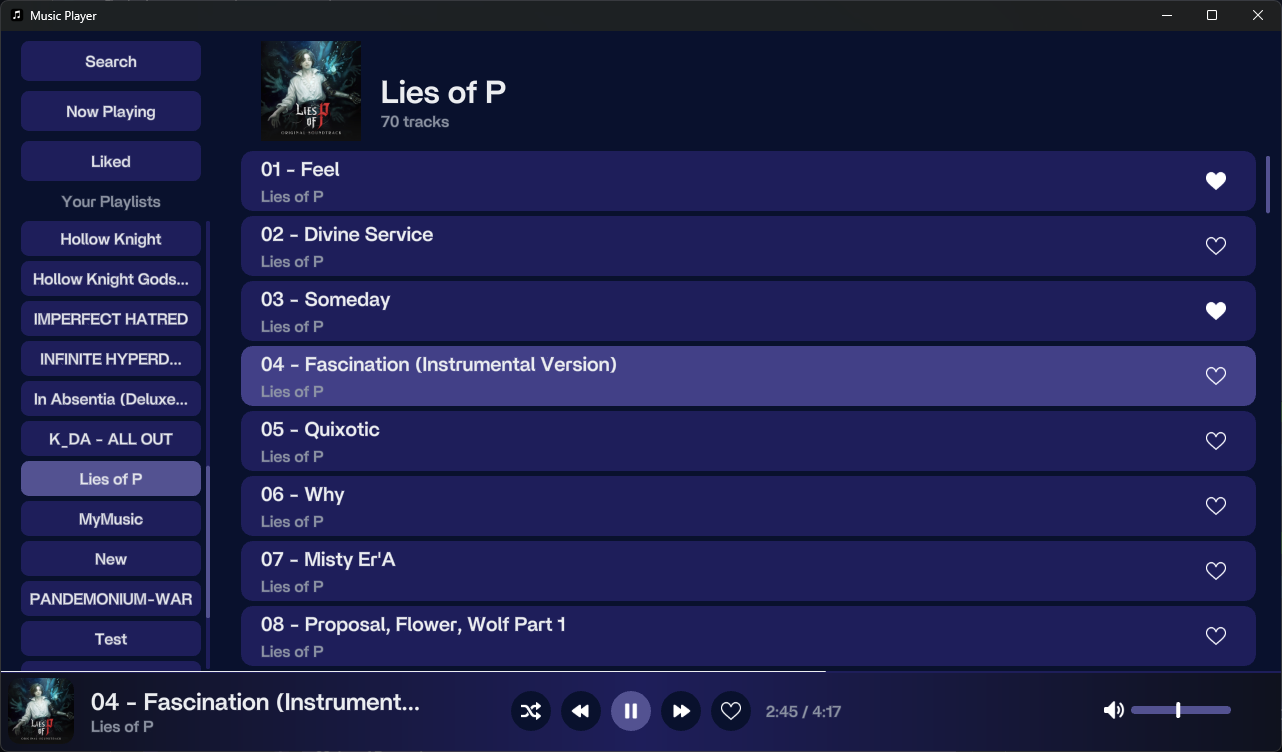 Music Player
Search
Now Playing
Liked
Your Playlists
Hollow Knight
Hollow Knight Gods...
IMPERFECT HATRED
INFINITE HYPERD...
In Absentia (Deluxe...
K_DA - ALL OUT
Lies of P
MyMusic
New
PANDEMONIUM-WAR
Test
LIES
OF P
ORIGINAL SOUNDTRACK
Lies of P
70 tracks
01 - Feel
Lies of P
02 - Divine Service
Lies of P
03 - Someday
Lies of P
04 - Fascination (Instrumental Version)
Lies of P
05 - Quixotic
Lies of P
06 - Why
Lies of P
07 - Misty Er'A
Lies of P
08 - Proposal, Flower, Wolf Part 1
Lies of P
LIES
OF P
04 - Fascination (Instrument...
Lies of P
2:45 / 4:17